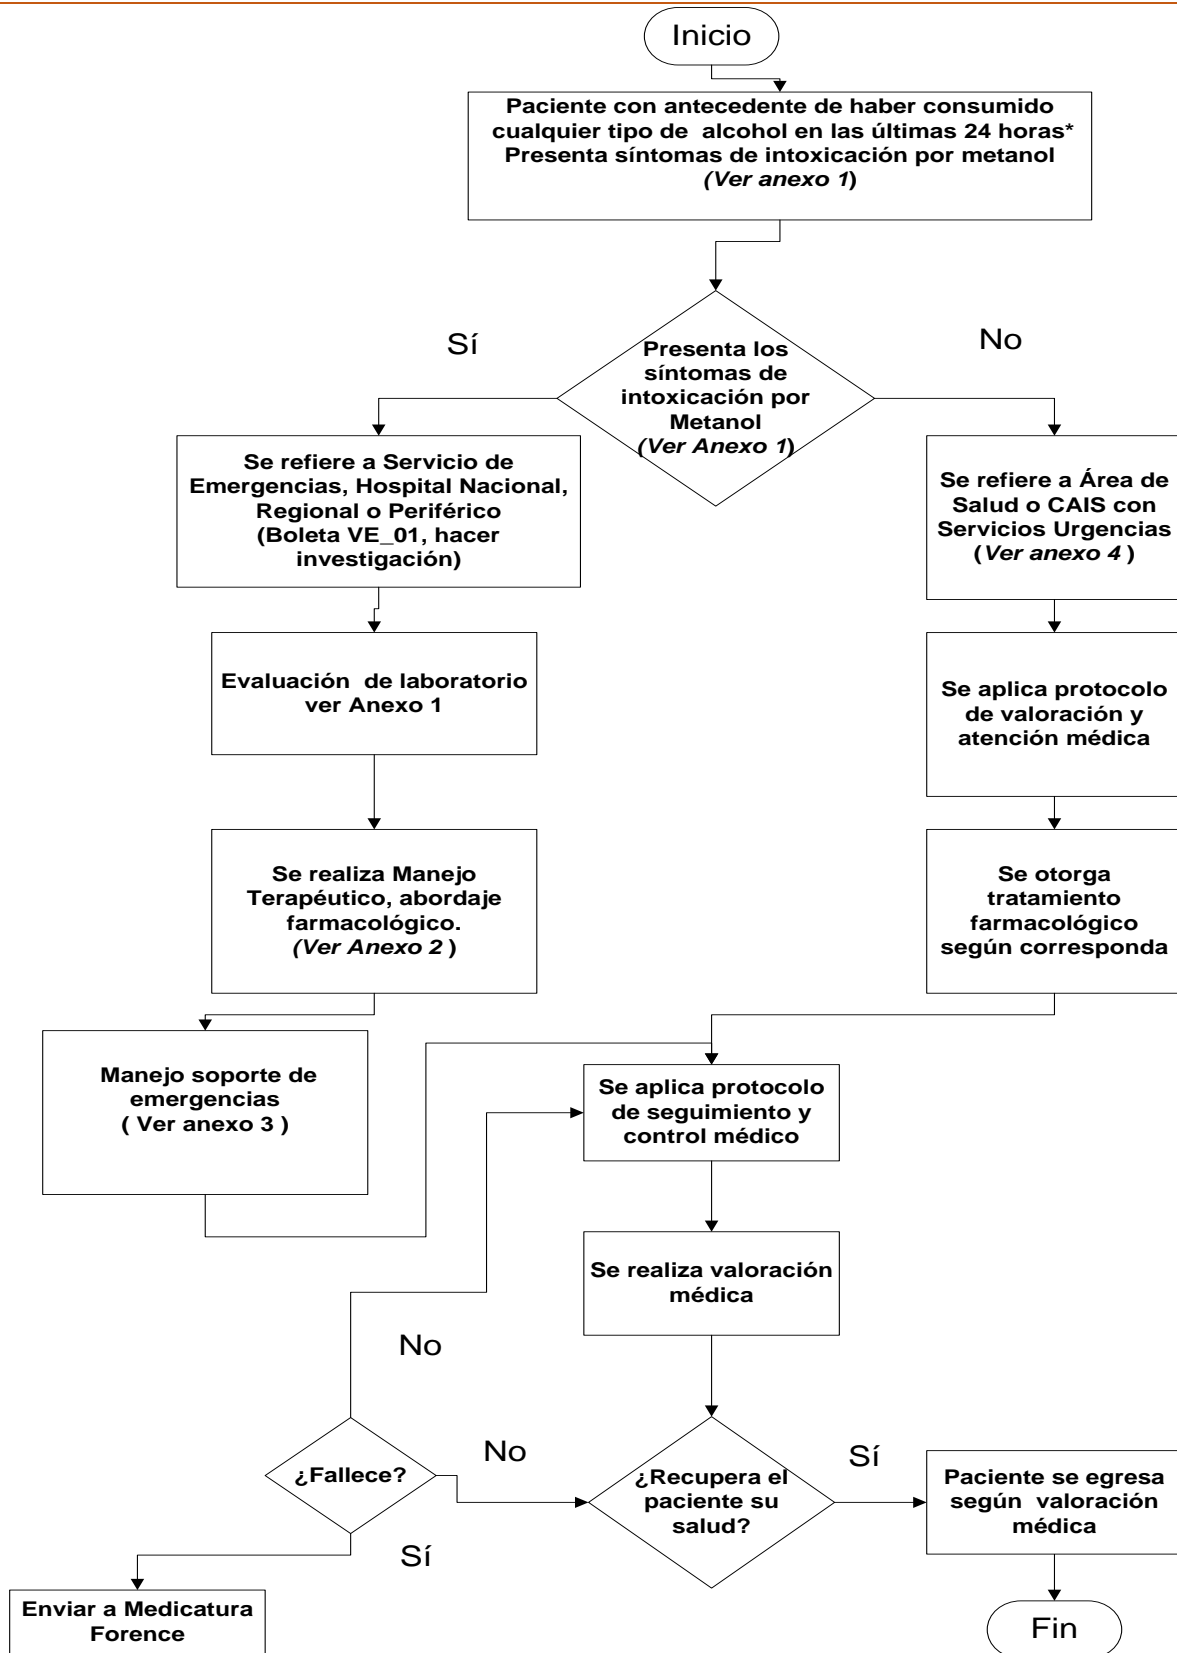 Inicio
Paciente con antecedente de haber consumido
cualquier tipo de alcohol en las últimas 24 horas*
Presenta síntomas de intoxicación por metanol
(Ver anexo 1)
Sí
No
Presenta los
síntomas de
intoxicación por
Metanol
(Ver Anexo 1)
Se refiere a Servicio de
Emergencias, Hospital Nacional,
Regional o Periférico
(Boleta VE_01, hacer
investigación)
Se refiere a Área de
Salud o CAIS con
Servicios Urgencias
(Ver anexo 4 )
Evaluación de laboratorio
ver Anexo 1
Se aplica protocolo
de valoración y
atención médica
Se realiza Manejo
Terapéutico, abordaje
farmacológico.
(Ver Anexo 2 )
Se otorga
tratamiento
farmacológico
según corresponda
Manejo soporte de
emergencias
( Ver anexo 3 )
Se aplica protocolo
de seguimiento y
control médico
Se realiza valoración
médica
No
¿Fallece?
No
¿Recupera el
paciente su
salud?
Sí
Paciente se egresa
según valoración
médica
Sí
Enviar a Medicatura
Forence
Fin